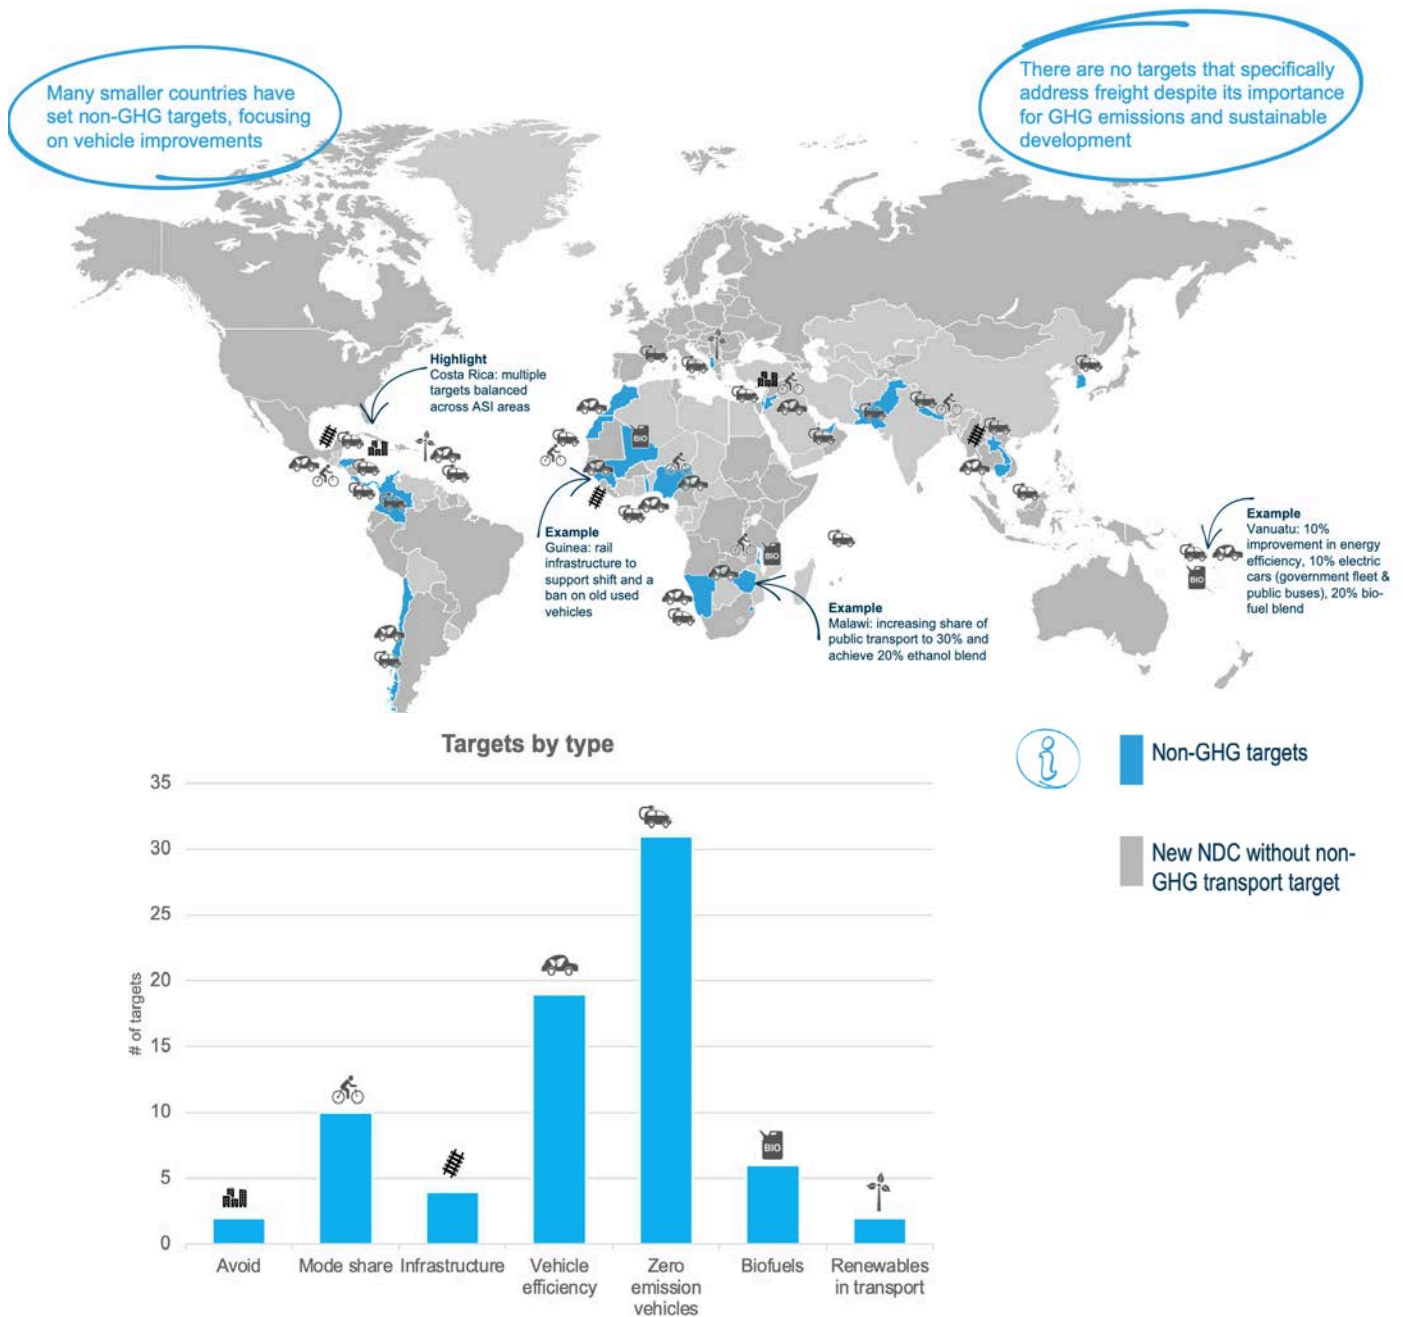 Many smaller countries have
set non-GHG targets, focusing
on vehicle improvements
There are no targets that specifically
address freight despite its importance
for GHG emissions and sustainable
development
Highlight
Costa Rica: multiple
targets balanced
across ASI areas
BIO
Example
Guinea: rail
infrastructure to
support shift and a
ban on old used
vehicles
BIO
Example
Malawi: increasing share of
public transport to 30% and
achieve 20% ethanol blend
Example
Vanuatu: 10%
improvement in energy
efficiency, 10% electric
cars (government fleet &
public buses), 20% bio-
fuel blend
BIO
Targets by type
# of targets
35
30
25
20
15
10
5
0
BIO
Avoid
Mode share
Infrastructure
Vehicle
efficiency
Zero
emission
vehicles
Biofuels
Renewables
in transport
i
Non-GHG targets
New NDC without non-
GHG transport target